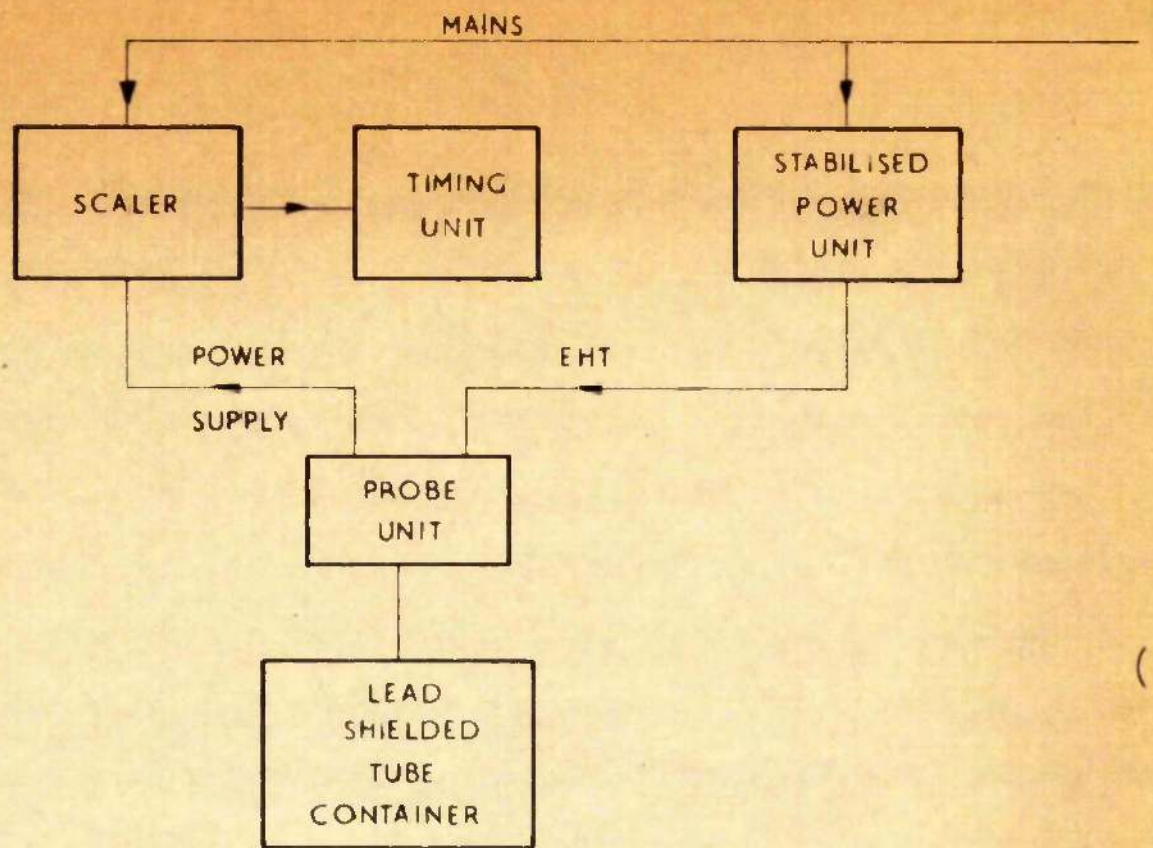 MAINS
SCALER
TIMING
UNIT
STABILISED
POWER
UNIT
POWER
SUPPLY
EHT
PROBE
UNIT
LEAD
SHIELDED
TUBE
CONTAINER
(